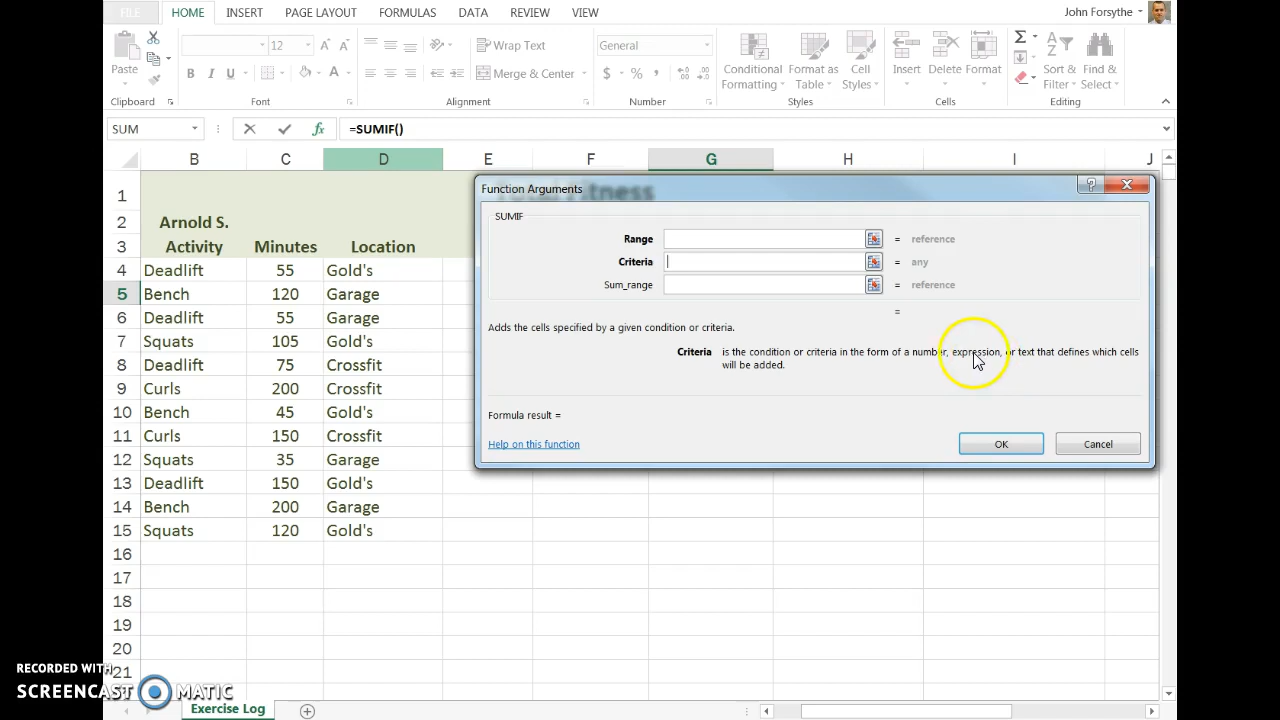 FILE HOME INSERT PAGE LAYOUT FORMULAS DATA REVIEW VIEW John Forsythe
12 A A Wrap Text General
Paste B I U A Merge & Center $ % , Conditional Formatting Format as Table Cell Styles Insert Delete Format Sort & Filter Find & Select
Clipboard Font Alignment Number Styles Cells Editing
SUM fx =SUMIF()
B C D E F G H I J
1 Total Fitness
2 Arnold S.
3 Activity Minutes Location
4 Deadlift 55 Gold's
5 Bench 120 Garage
6 Deadlift 55 Garage
7 Squats 105 Gold's
8 Deadlift 75 Crossfit
9 Curls 200 Crossfit
10 Bench 45 Gold's
11 Curls 150 Crossfit
12 Squats 35 Garage
13 Deadlift 150 Gold's
14 Bench 200 Garage
15 Squats 120 Gold's
16
17
18
19
20
21
Function Arguments ?
SUMIF
Range = reference
Criteria = any
Sum_range = reference
=
Adds the cells specified by a given condition or criteria.
Criteria is the condition or criteria in the form of a number, expression, or text that defines which cells
will be added.
Formula result =
Help on this function OK Cancel
Exercise Log
RECORDED WITH
SCREENCAST MATIC